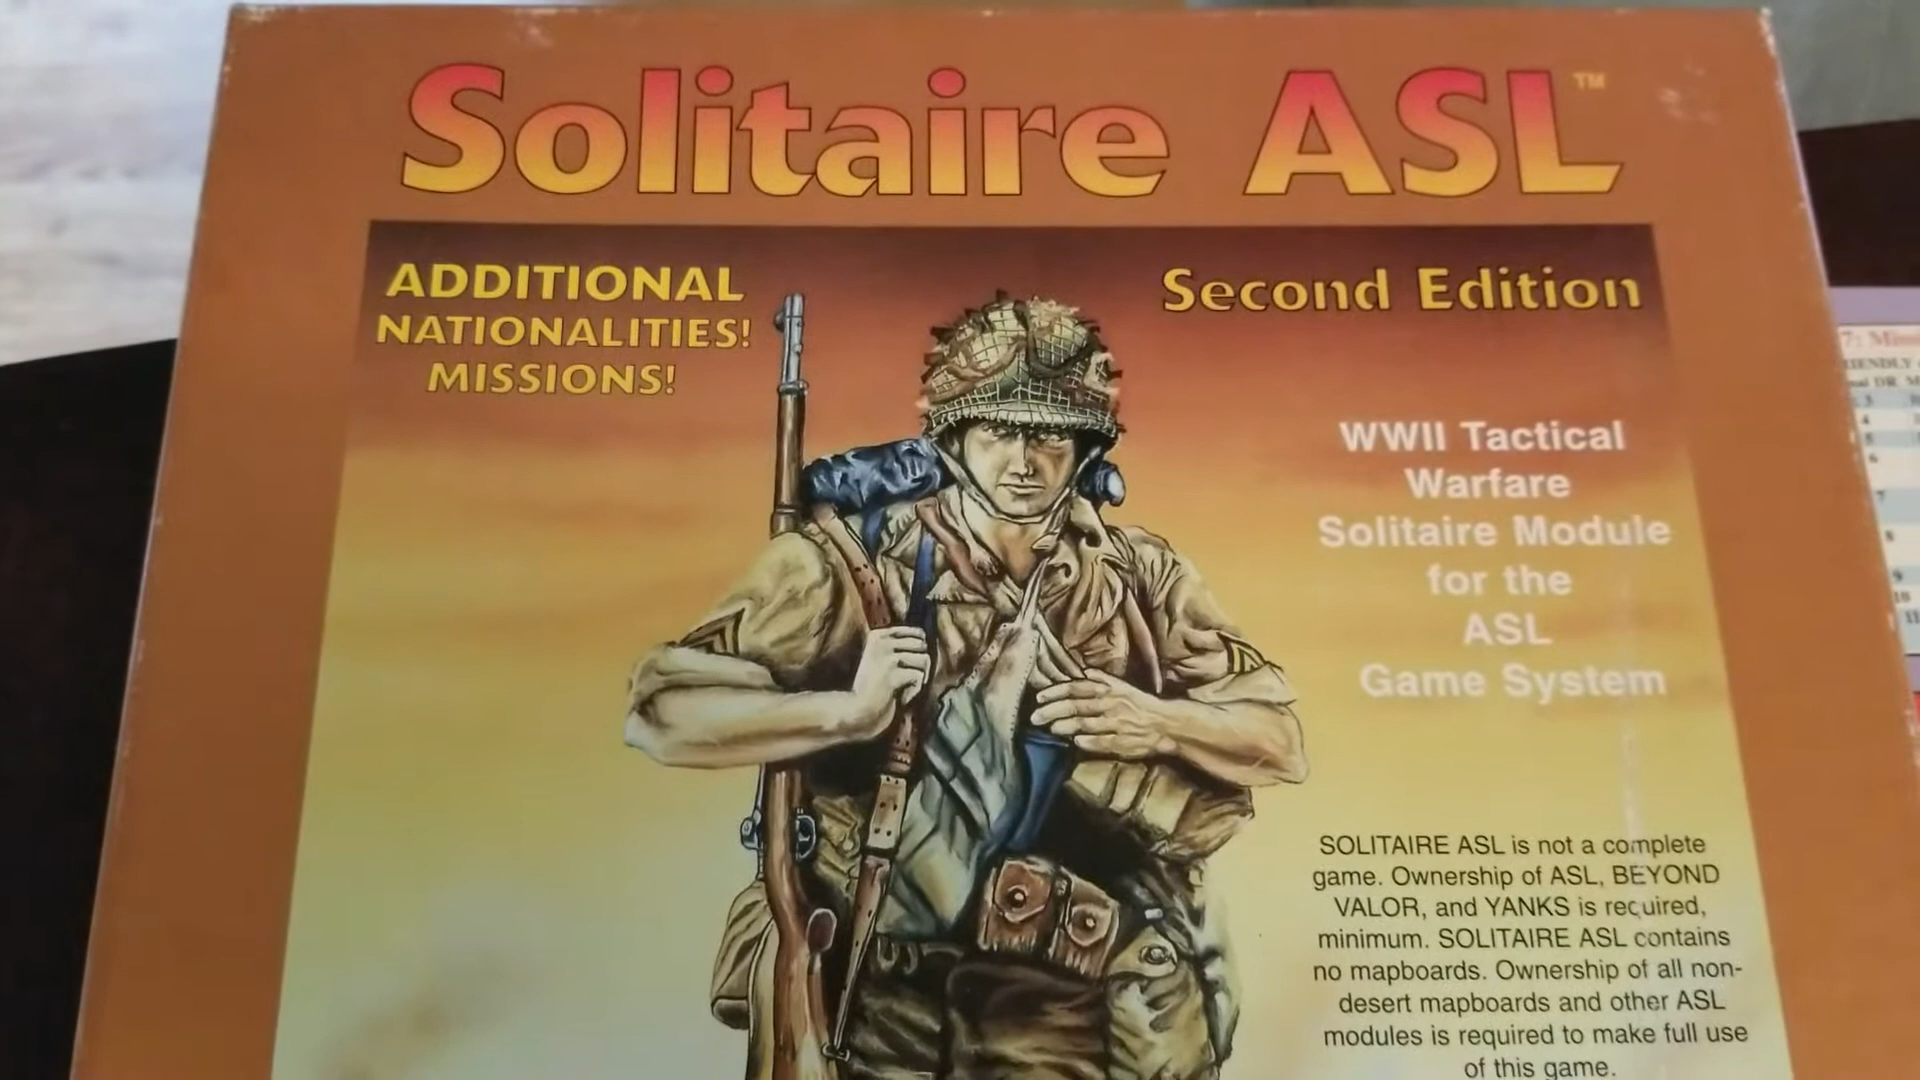 Solitaire ASL™
ADDITIONAL
NATIONALITIES!
MISSIONS!
Second Edition
WWII Tactical
Warfare
Solitaire Module
for the
ASL
Game System
SOLITAIRE ASL is not a complete
game. Ownership of ASL, BEYOND
VALOR, and YANKS is required,
minimum. SOLITAIRE ASL contains
no mapboards. Ownership of all non-
desert mapboards and other ASL
modules is required to make full use
of this game.